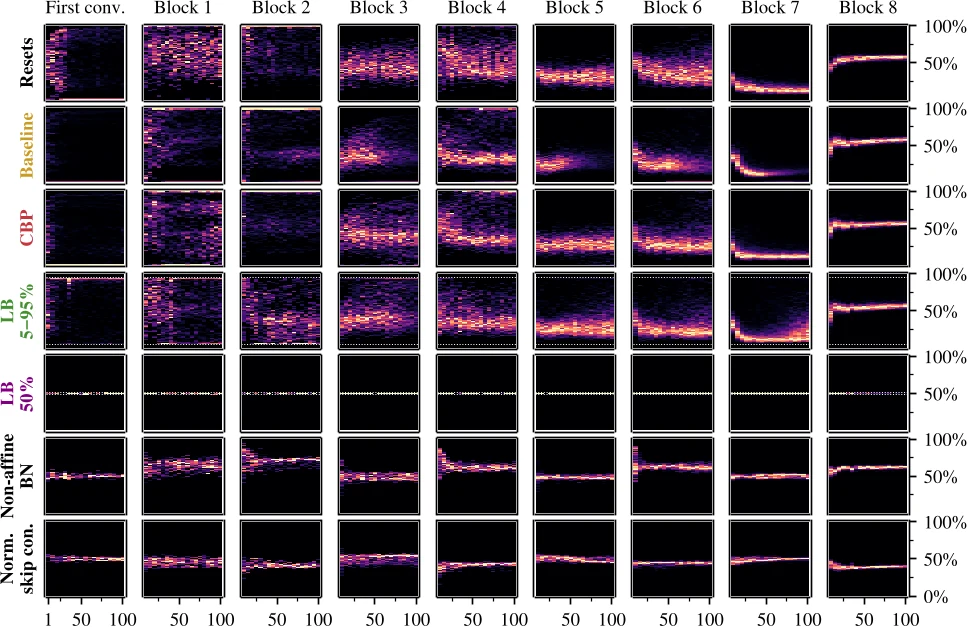 First conv. Block 1 Block 2 Block 3 Block 4 Block 5 Block 6 Block 7 Block 8
Resets
100%
50%
Baseline
100%
50%
CBP
100%
50%
LB
5–95%
100%
50%
LB
50%
100%
50%
Non-affine
BN
100%
50%
Norm.
skip con.
100%
50%
0%
1 50 100 50 100 50 100 50 100 50 100 50 100 50 100 50 100 50 100